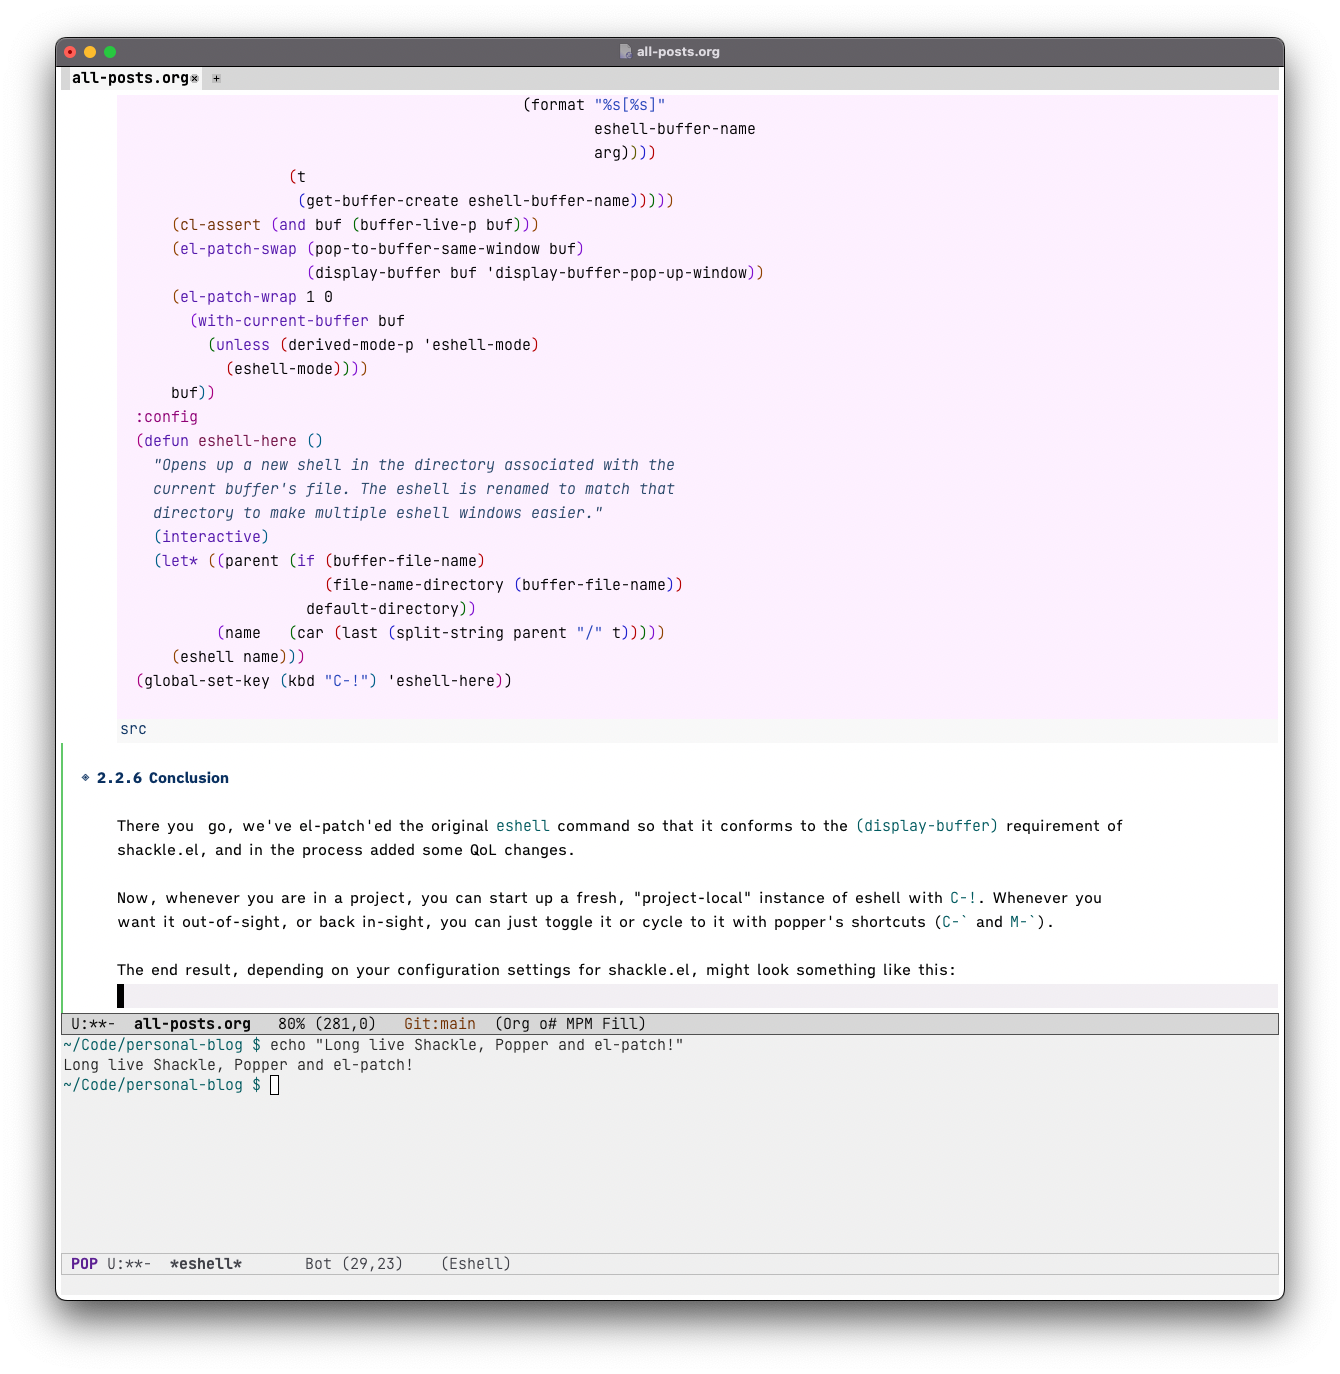 all-posts.org
all-posts.org
(format "%s[%s]"
eshell-buffer-name
arg))))
(t
(get-buffer-create eshell-buffer-name)))))
(cl-assert (and buf (buffer-live-p buf)))
(el-patch-swap (pop-to-buffer-same-window buf)
(display-buffer buf 'display-buffer-pop-up-window))
(el-patch-wrap 1 0
(with-current-buffer buf
(unless (derived-mode-p 'eshell-mode)
(eshell-mode))))
buf))
:config
(defun eshell-here ()
"Opens up a new shell in the directory associated with the
current buffer's file. The eshell is renamed to match that
directory to make multiple eshell windows easier."
(interactive)
(let* ((parent (if (buffer-file-name)
(file-name-directory (buffer-file-name))
default-directory))
(name   (car (last (split-string parent "/" t)))))
(eshell name)))
(global-set-key (kbd "C-!") 'eshell-here))
src
2.2.6 Conclusion
There you  go, we've el-patch'ed the original eshell command so that it conforms to the (display-buffer) requirement of
shackle.el, and in the process added some QoL changes.
Now, whenever you are in a project, you can start up a fresh, "project-local" instance of eshell with C-!. Whenever you
want it out-of-sight, or back in-sight, you can just toggle it or cycle to it with popper's shortcuts (C-` and M-`).
The end result, depending on your configuration settings for shackle.el, might look something like this:
U:**-  all-posts.org   80% (281,0)   Git:main  (Org o# MPM Fill)
~/Code/personal-blog $ echo "Long live Shackle, Popper and el-patch!"
Long live Shackle, Popper and el-patch!
~/Code/personal-blog $
POP U:**-  *eshell*       Bot (29,23)    (Eshell)